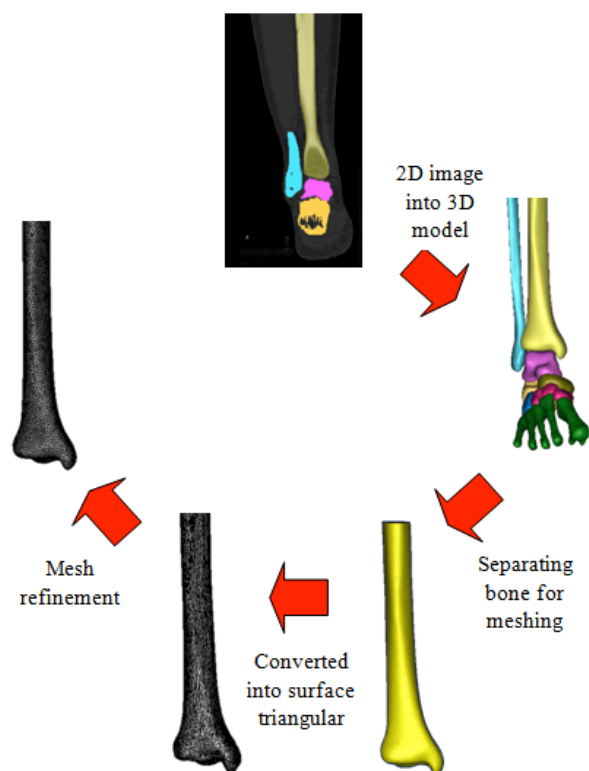 2D image
into 3D
model
Separating
bone for
meshing
Converted
into surface
triangular
Mesh
refinement